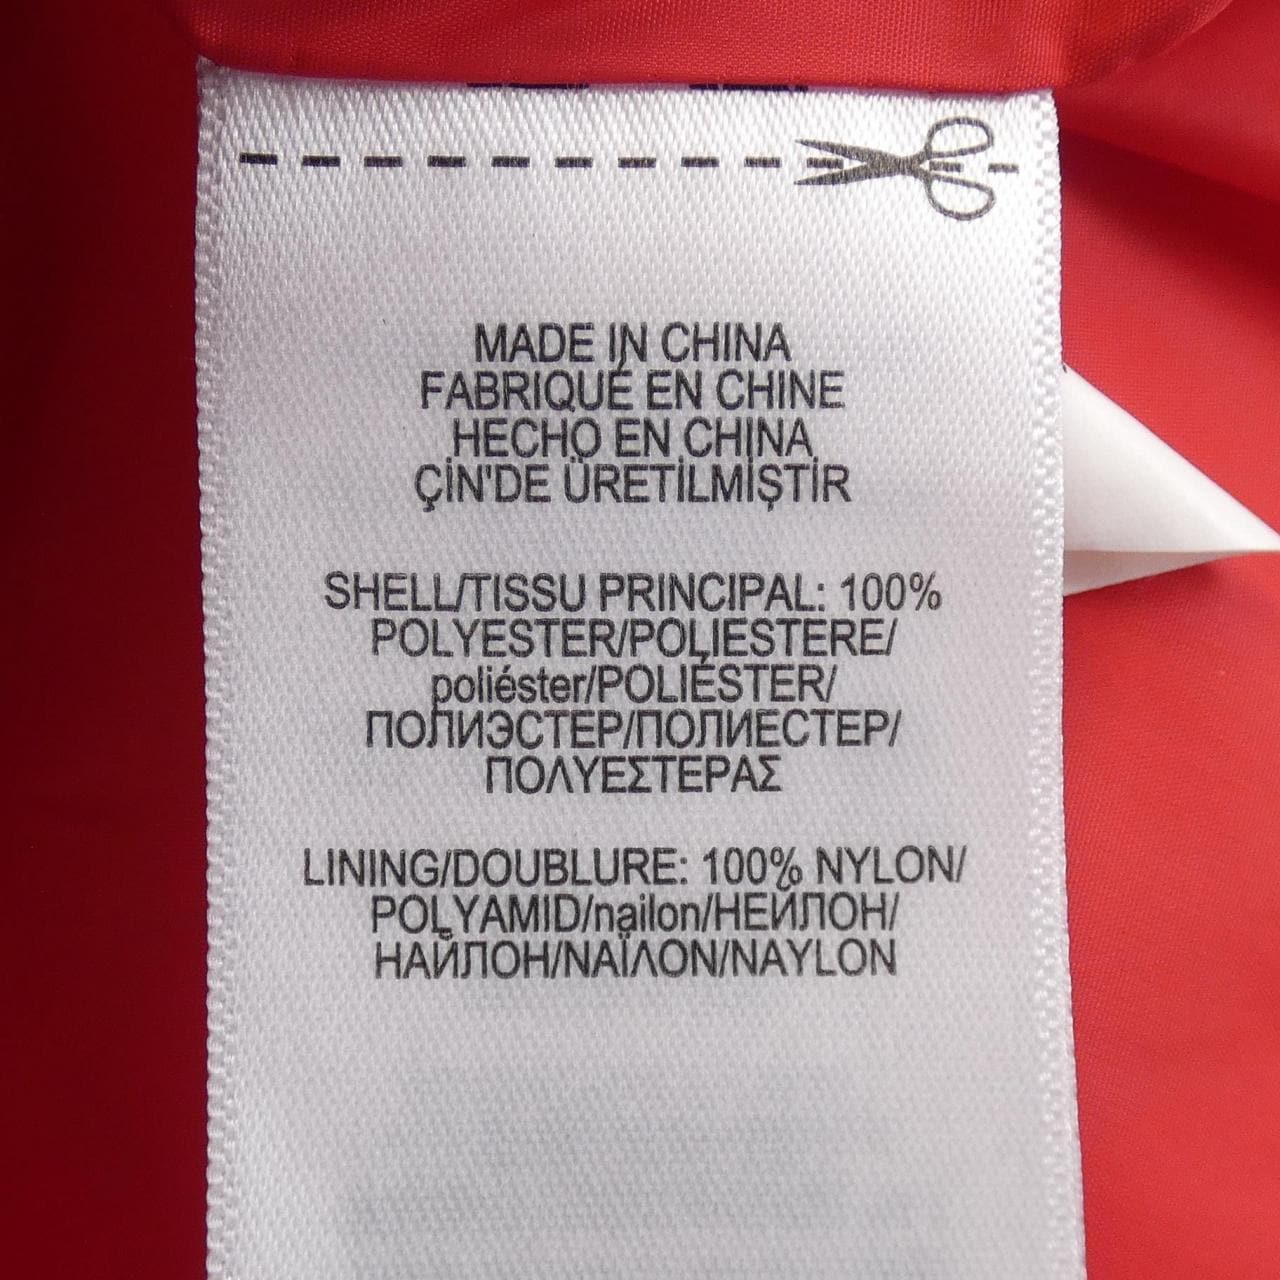 MADE IN CHINA
FABRIQUÉ EN CHINE
HECHO EN CHINA
ÇİN'DE ÜRETİLMİŞTİR
SHELL/TISSU PRINCIPAL: 100%
POLYESTER/POLIESTERE/
poliéster/POLIÉSTER/
ПОЛИЭСТЕР/ПОЛИЕСТЕР/
ΠΟΛΥΕΣΤΕΡΑΣ
LINING/DOUBLURE: 100% NYLON/
POLYAMID/nailon/НЕЙЛОН/
НАЙЛОН/ΝΑΪΛΟΝ/NAYLON